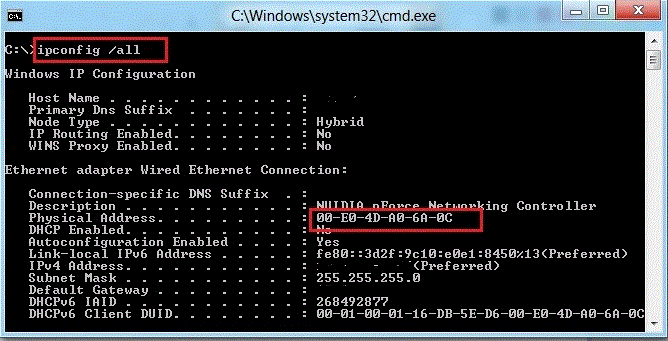 C:\Windows\system32\cmd.exe
C:\>ipconfig /all
Windows IP Configuration
Host Name . . . . . . . . . . . . :
Primary Dns Suffix . . . . . . . :
Node Type . . . . . . . . . . . . : Hybrid
IP Routing Enabled. . . . . . . . : No
WINS Proxy Enabled. . . . . . . . : No
Ethernet adapter Wired Ethernet Connection:
Connection-specific DNS Suffix . :
Description . . . . . . . . . . . : NVIDIA nForce Networking Controller
Physical Address. . . . . . . . . : 00-E0-4D-A0-6A-0C
DHCP Enabled. . . . . . . . . . . : No
Autoconfiguration Enabled . . . . : Yes
Link-local IPv6 Address . . . . . : fe80::3d2f:9c10:e0e1:8450%13(Preferred)
IPv4 Address. . . . . . . . . . . : (Preferred)
Subnet Mask . . . . . . . . . . . : 255.255.255.0
Default Gateway . . . . . . . . . :
DHCPv6 IAID . . . . . . . . . . . : 268492877
DHCPv6 Client DUID. . . . . . . . : 00-01-00-01-16-DB-5E-D6-00-E0-4D-A0-6A-0C